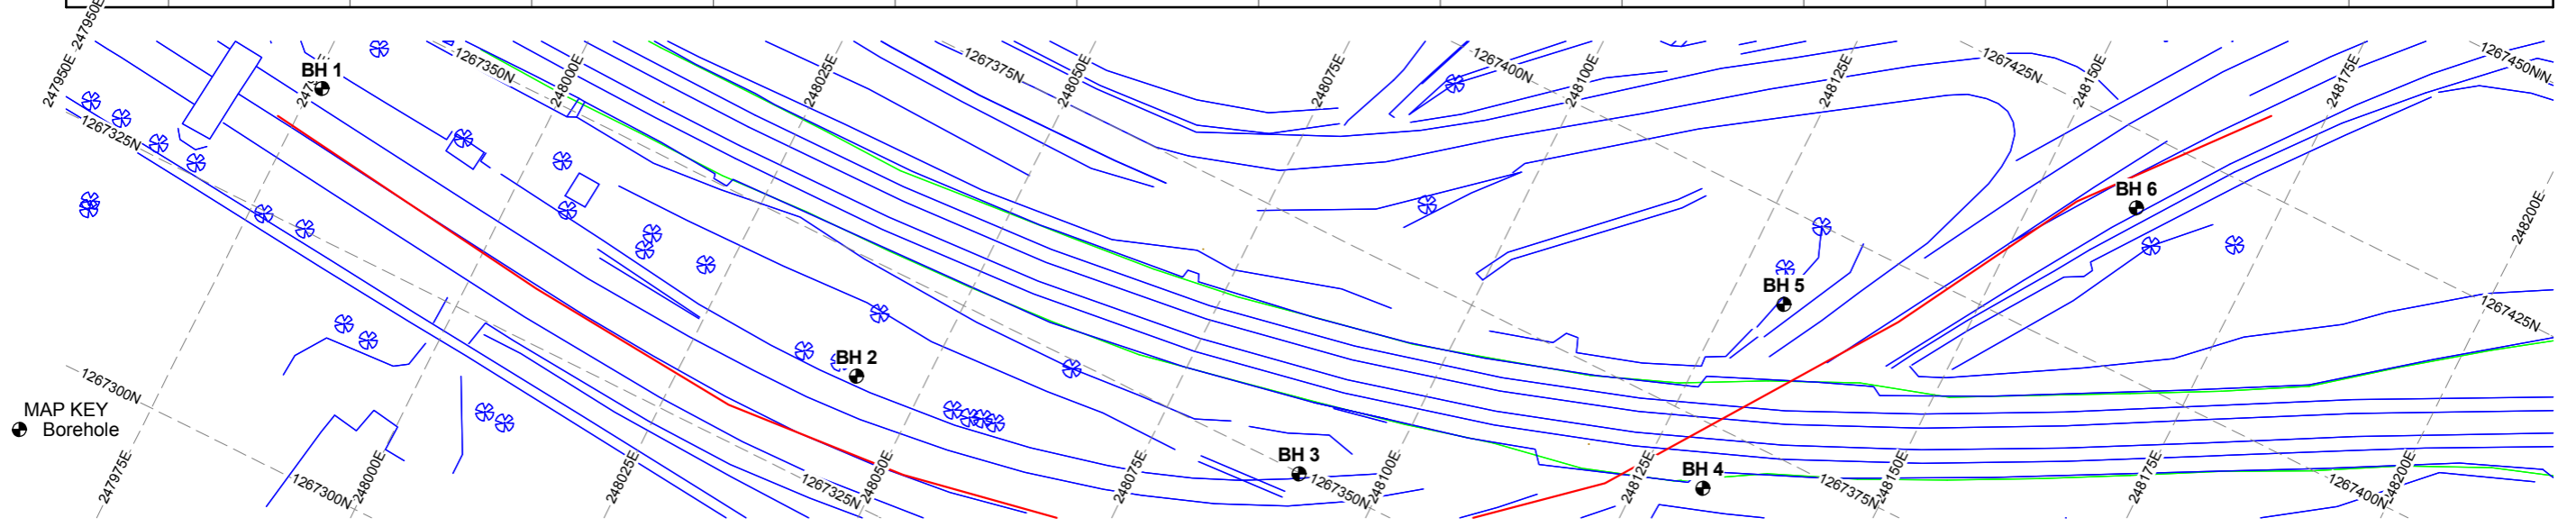 247950E
247950E
1267325N
BH 1
1267350N
248000E
248025E
1267375N
248050E
248075E
1267400N
248100E
248125E
1267425N
248150E
248175E
BH 6
248200E
BH 5
1267425N
BH 2
1267300N
MAP KEY
Borehole
247975E
1267300N
248000E
248025E
1267325N
248050E
248075E
BH 3
1267350N
248100E
248125E
BH 4
1267375N
248150E
248175E
1267400N
248200E